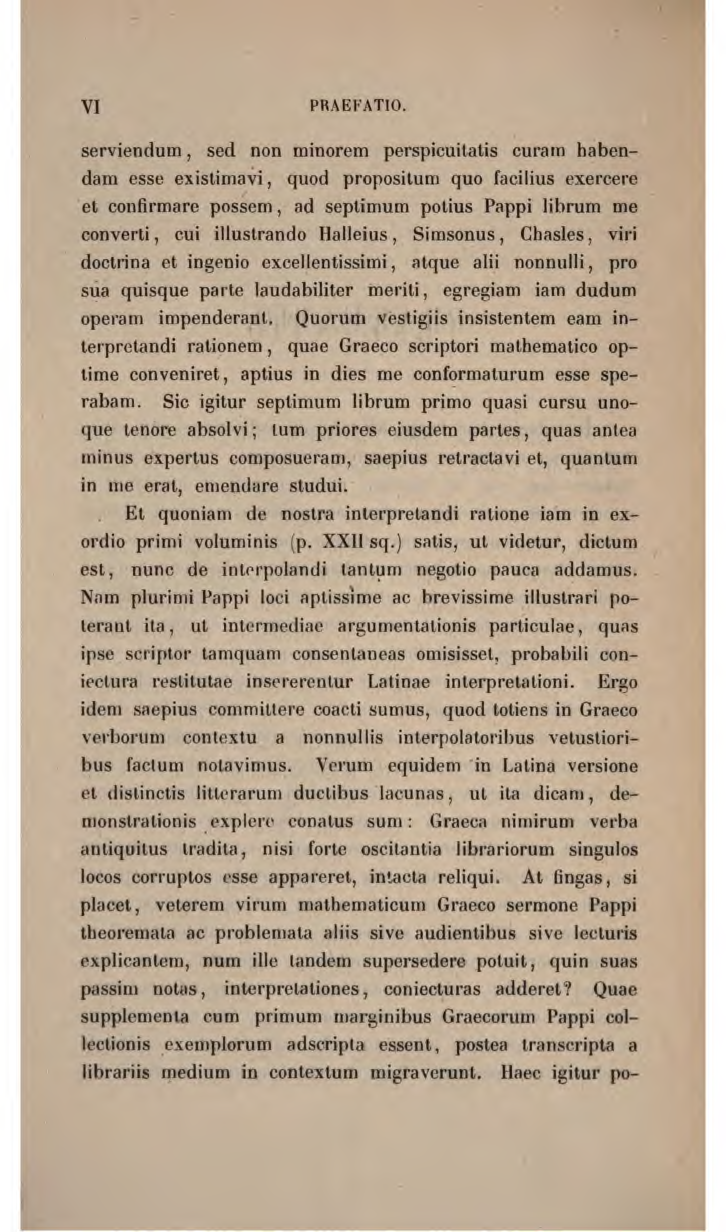 VI PRAEFATIO.
serviendum, sed non minorem perspicuitatis curam haben-
dam esse existimavi, quod propositum quo facilius exercere
et confirmare possem, ad septimum potius Pappi librum me
converti, cui illustrando Halleius, Simsonus, Chasles, viri
doctrina et ingenio excellentissimi, atque alii nonnulli, pro
sua quisque parte laudabiliter meriti, egregiam iam dudum
operam impenderant. Quorum vestigiis insistentem eam in-
terpretandi rationem, quae Graeco scriptori mathematico op-
time conveniret, aptius in dies me conformaturum esse spe-
rabam. Sic igitur septimum librum primo quasi cursu uno-
que tenore absolvi; tum priores eiusdem partes, quas antea
minus expertus composueram, saepius retractavi et, quantum
in me erat, emendare studui.
Et quoniam de nostra interpretandi ratione iam in ex-
ordio primi voluminis (p. XXII sq.) satis, ut videtur, dictum
est, nunc de interpolandi tantum negotio pauca addamus.
Nam plurimi Pappi loci aptissime ac brevissime illustrari po-
terant ita, ut intermediae argumentationis particulae, quas
ipse scriptor tamquam consentaneas omisisset, probabili con-
iectura restitutae insererentur Latinae interpretationi. Ergo
idem saepius committere coacti sumus, quod totiens in Graeco
verborum contextu a nonnullis interpolatoribus vetustiori-
bus factum notavimus. Verum equidem in Latina versione
et distinctis litterarum ductibus lacunas, ut ita dicam, de-
monstrationis explere conatus sum: Graeca nimirum verba
antiquitus tradita, nisi forte oscitantia librariorum singulos
locos corruptos esse appareret, intacta reliqui. At fingas, si
placet, veterem virum mathematicum Graeco sermone Pappi
theoremata ac problemata aliis sive audientibus sive lecturis
explicantem, num ille tandem supersedere potuit, quin suas
passim notas, interpretationes, coniecturas adderet? Quae
supplementa cum primum marginibus Graecorum Pappi col-
lectionis exemplorum adscripta essent, postea transcripta a
librariis medium in contextum migraverunt. Haec igitur po-